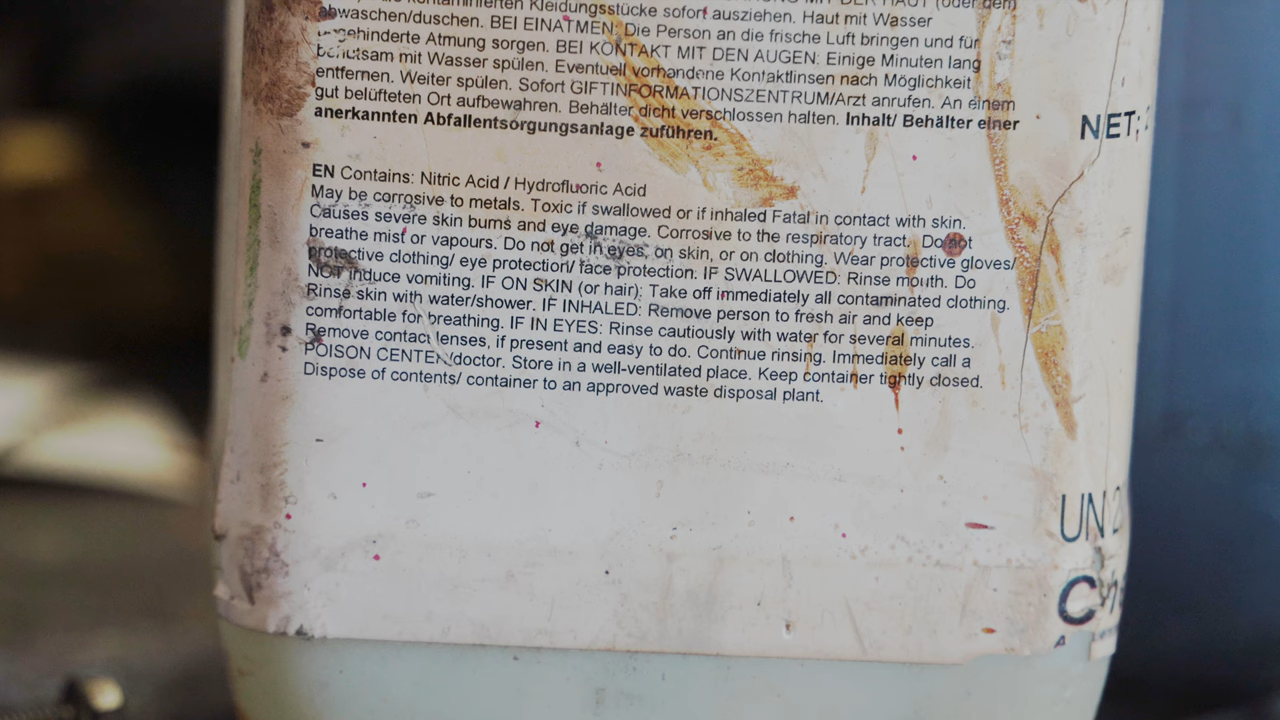 kontaminierten Kleidungsstücke sofort ausziehen. Haut mit Wasser
abwaschen/duschen. BEI EINATMEN: Die Person an die frische Luft bringen und für
ungehinderte Atmung sorgen. BEI KONTAKT MIT DEN AUGEN: Einige Minuten lang
behutsam mit Wasser spülen. Eventuell vorhandene Kontaktlinsen nach Möglichkeit
entfernen. Weiter spülen. Sofort GIFTINFORMATIONSZENTRUM/Arzt anrufen. An einem
gut belüfteten Ort aufbewahren. Behälter dicht verschlossen halten. Inhalt/ Behälter einer
anerkannten Abfallentsorgungsanlage zuführen.
NET:
EN Contains: Nitric Acid / Hydrofluoric Acid
May be corrosive to metals. Toxic if swallowed or if inhaled Fatal in contact with skin.
Causes severe skin burns and eye damage. Corrosive to the respiratory tract. Do not
breathe mist or vapours. Do not get in eyes, on skin, or on clothing. Wear protective gloves/
protective clothing/ eye protection/ face protection. IF SWALLOWED: Rinse mouth. Do
NOT induce vomiting. IF ON SKIN (or hair): Take off immediately all contaminated clothing.
Rinse skin with water/shower. IF INHALED: Remove person to fresh air and keep
comfortable for breathing. IF IN EYES: Rinse cautiously with water for several minutes.
Remove contact lenses, if present and easy to do. Continue rinsing. Immediately call a
POISON CENTER/doctor. Store in a well-ventilated place. Keep container tightly closed.
Dispose of contents/ container to an approved waste disposal plant.
UN 2